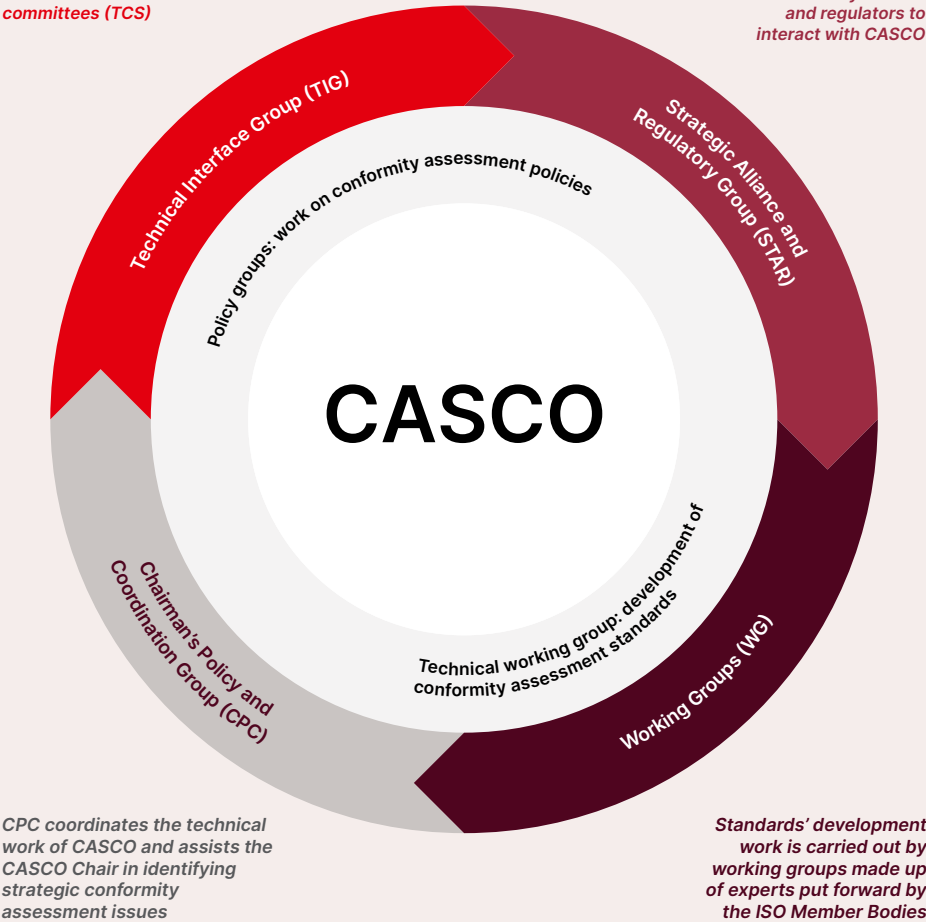 committees (TCS)
and regulators to
interact with CASCO
Technical Interface Group (TIG)
Strategic Alliance and
Regulatory Group (STAR)
Policy groups: work on conformity assessment policies
CASCO
Technical working group: development of
conformity assessment standards
Working Groups (WG)
Chairman’s Policy and
Coordination Group (CPC)
CPC coordinates the technical
work of CASCO and assists the
CASCO Chair in identifying
strategic conformity
assessment issues
Standards’ development
work is carried out by
working groups made up
of experts put forward by
the ISO Member Bodies